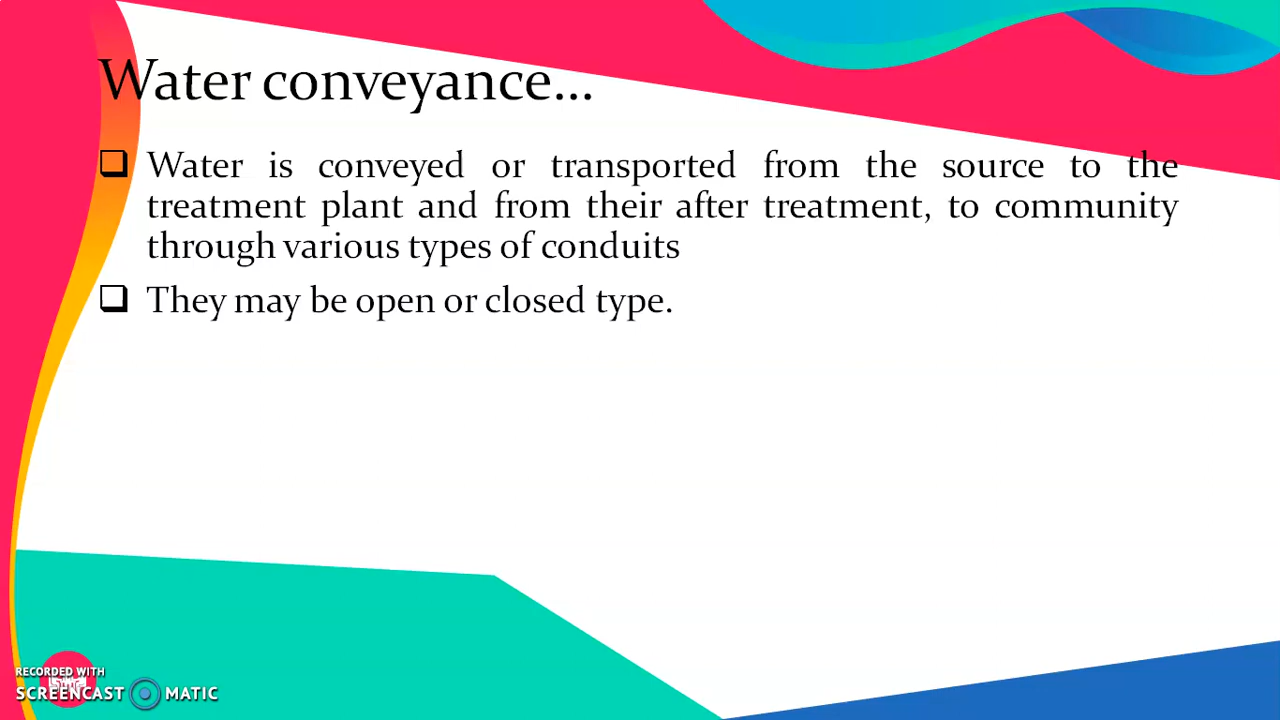 Water conveyance...
❑ Water is conveyed or transported from the source to the
treatment plant and from their after treatment, to community
through various types of conduits
❑ They may be open or closed type.
RECORDED WITH
SCREENCAST MATIC